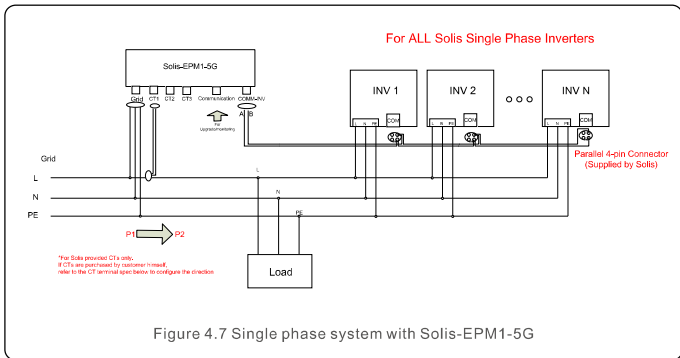 For ALL Solis Single Phase Inverters
Solis-EPM1-5G
Grid CT1 CT2 CT3 Communication COMM-INV
A B
For
Upgrade/monitoring
INV 1
INV 2
INV N
L N PE COM
L N PE COM
L N PE COM
Parallel 4-pin Connector
(Supplied by Solis)
Grid
L
N
PE
L
N
PE
P1 P2
*For Solis provided CTs only.
If CTs are purchased by customer himself,
refer to the CT terminal spec below to configure the direction
Load
Figure 4.7 Single phase system with Solis-EPM1-5G